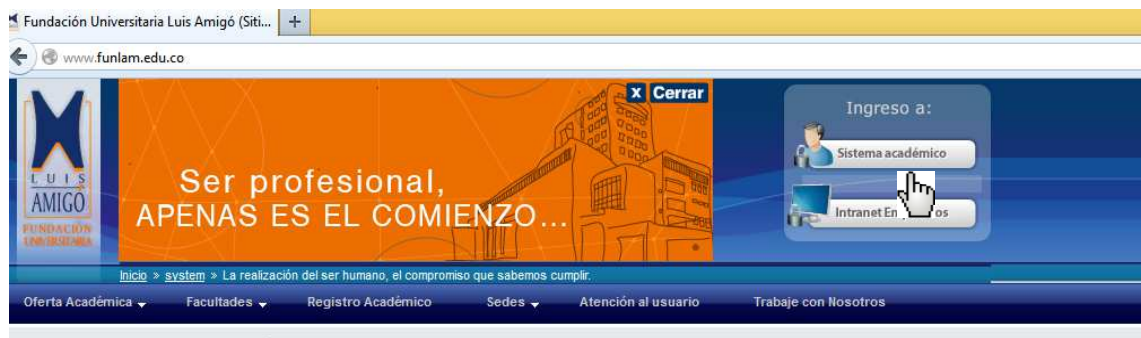 Fundación Universitaria Luis Amigó (Siti... +
www.funlam.edu.co
X Cerrar
Ingreso a:
Sistema académico
Intranet En os
Ser profesional,
APENAS ES EL COMIENZO...
LUIS
AMIGÓ
FUNDACIÓN
UNIVERSITARIA
Inicio » system » La realización del ser humano, el compromiso que sabemos cumplir.
Oferta Académica Facultades Registro Académico Sedes Atención al usuario Trabaje con Nosotros